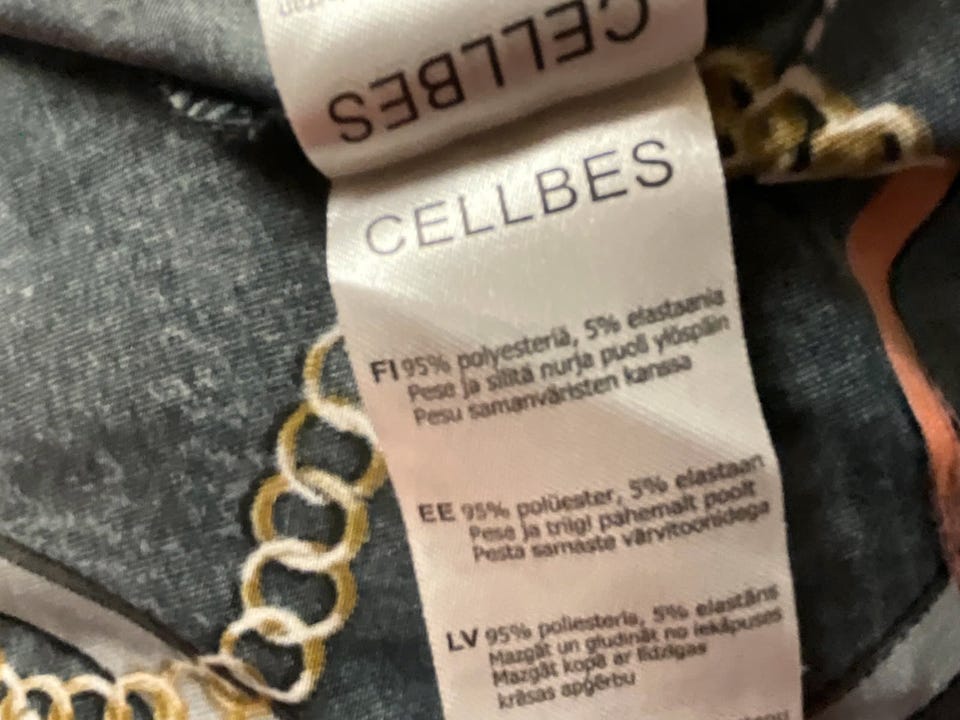 CELLBES
CELLBES
FI 95% polyesteriä, 5% elastaania
Pese ja silitä nurja puoli ylöspäin
Pesu samanväristen kanssa
EE 95% polüester, 5% elastaan
Pese ja triigi pahemalt poolt
Pesta samaste värvitoonidega
LV 95% poliesteris, 5% elastāns
Mazgāt un gludināt no iekšpuses
Mazgāt kopā ar līdzīgas
krāsas apģērbu